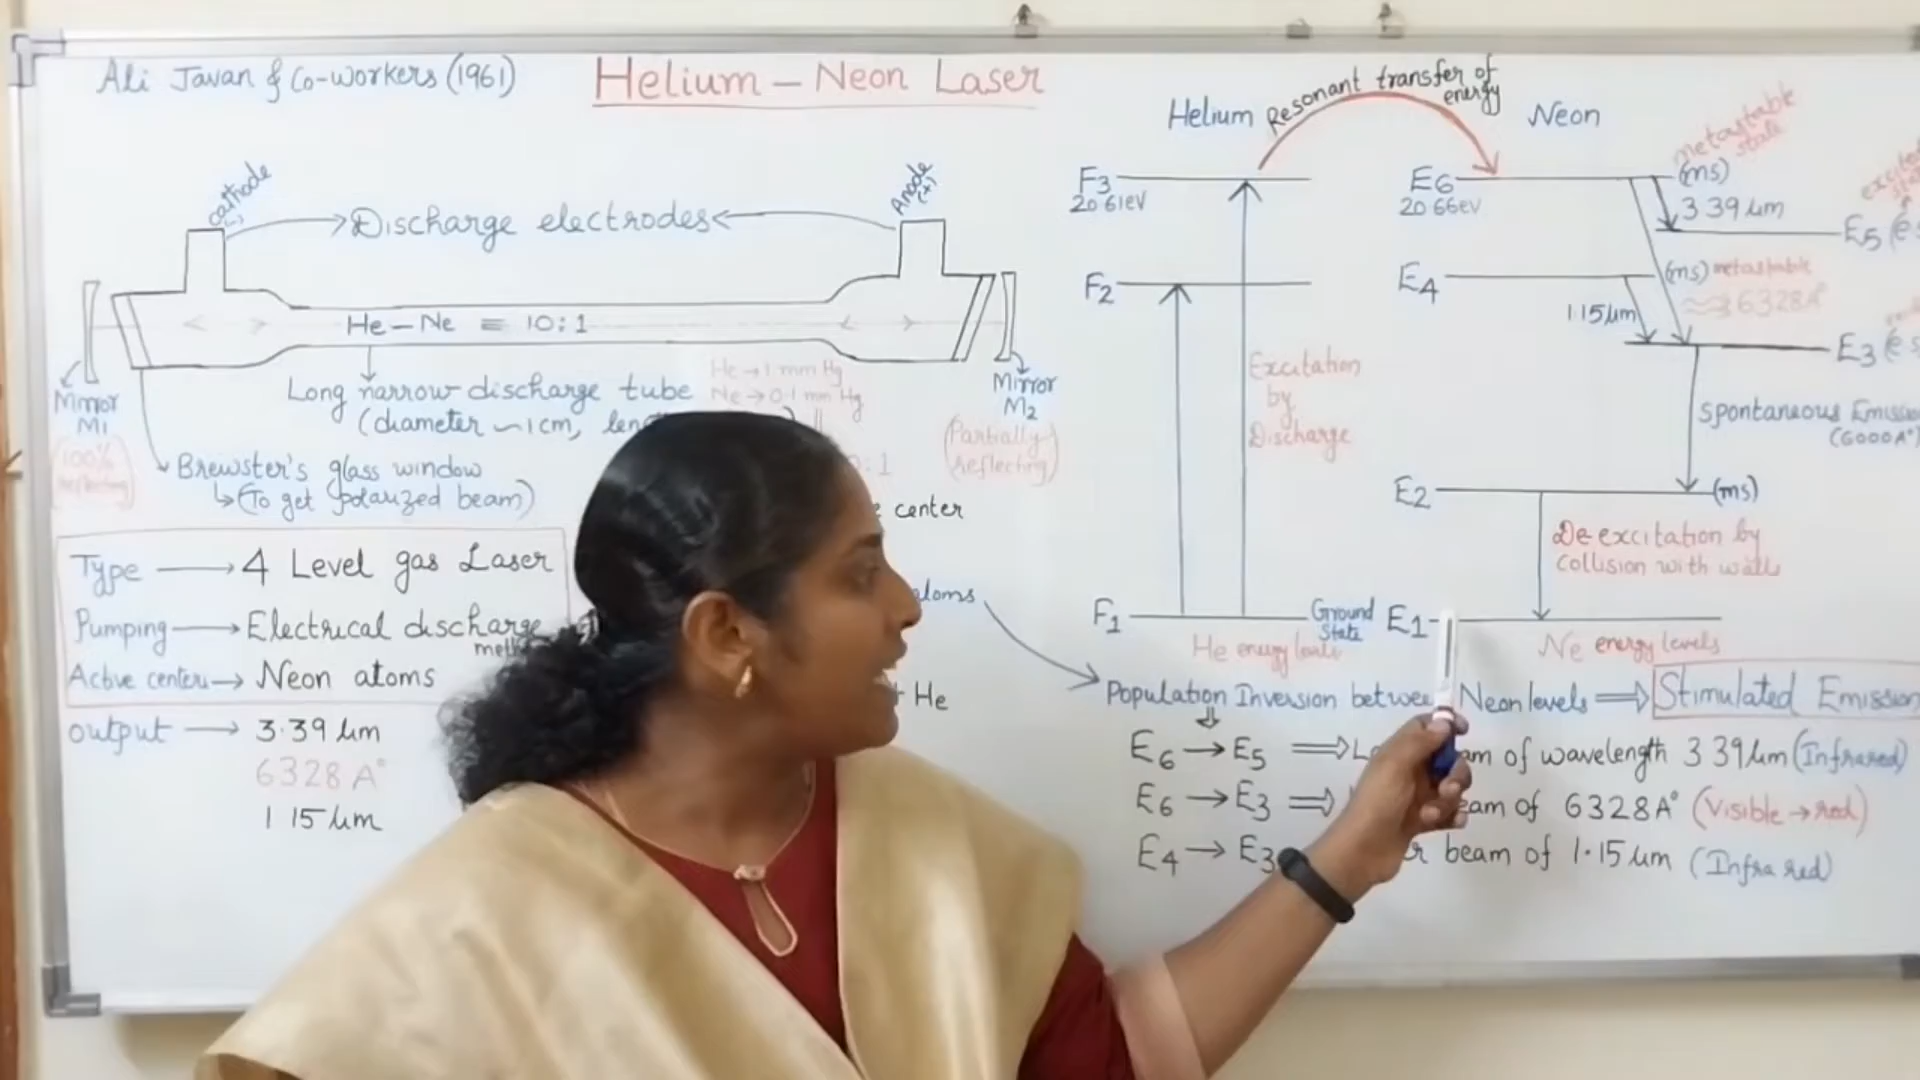 Ali Javan & Co-workers (1961)
Helium – Neon Laser
Cathode
(-)
Anode
(+)
Discharge electrodes
He – Ne ≡ 10:1
Mirror
M1
(100%
reflecting)
Long narrow discharge tube
(diameter ~1cm,
He → 1 mm Hg
Ne → 0.1 mm Hg
:1
Mirror
M2
(Partially
reflecting)
Brewster's glass window
(To get polarized beam)
center
atoms
He
Type → 4 Level gas Laser
Pumping → Electrical discharge
Active centers → Neon atoms
output → 3.39 µm
6328 A°
1.15 µm
Resonant transfer of
energy
Helium
Neon
F3
20.61eV
F2
F1
Excitation
by
Discharge
Ground
State
He energy levels
E6
20.66eV
metastable
state
(ms)
3.39 µm
E5
E4
(ms) metastable
6328A°
1.15µm
E3
Spontaneous Emission
(6000A°
E2
(ms)
De-excitation by
collision with walls
E1
Ne energy levels
Population Inversion Neon levels ⇒ Stimulated Emission
E6 → E5 ⇒ of wavelength 3.39µm (Infrared)
E6 → E3 ⇒ of 6328A° (Visible → red)
E4 → E3 beam of 1.15 µm (Infra red)